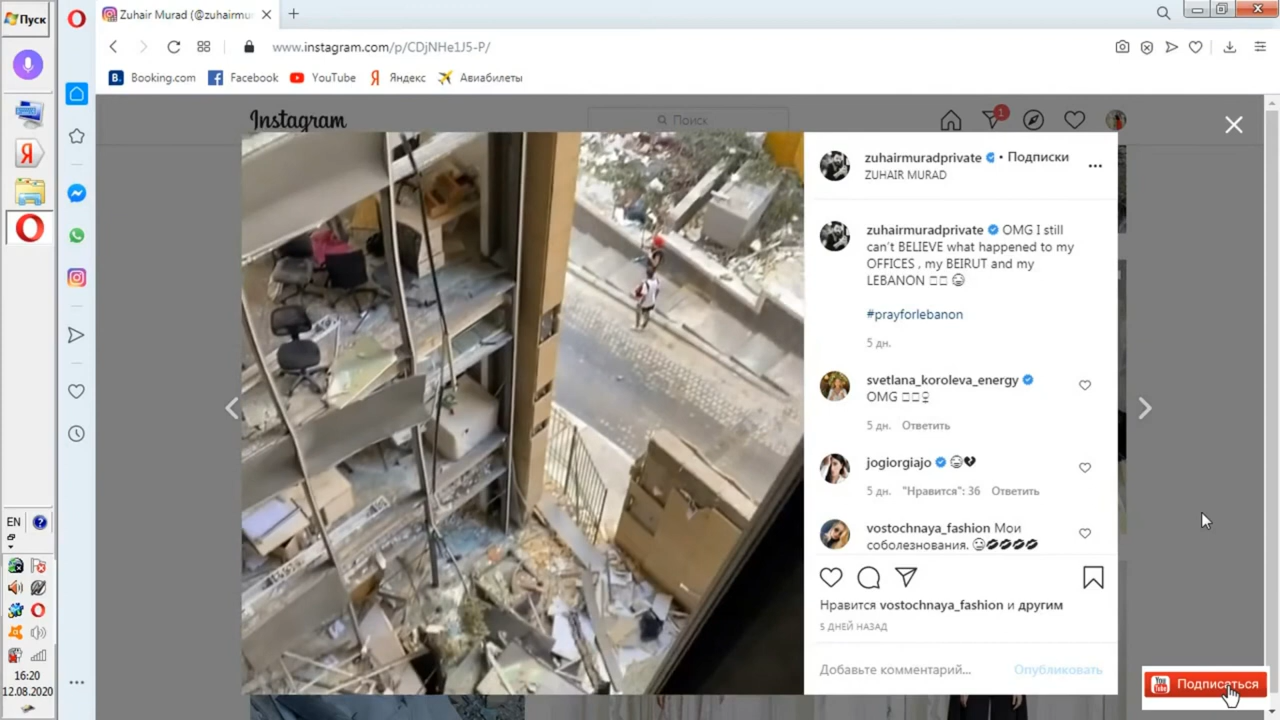 Пуск
Zuhair Murad (@zuhairmu
www.instagram.com/p/CDjNHe1J5-P/
B. Booking.com
Facebook
YouTube
Я Яндекс
Авиабилеты
Instagram
Поиск
1
zuhairmuradprivate • Подписки
ZUHAIR MURAD
zuhairmuradprivate OMG I still
can't BELIEVE what happened to my
OFFICES , my BEIRUT and my
LEBANON
#prayforlebanon
5 дн.
svetlana_koroleva_energy
OMG
5 дн. Ответить
jogiorgiajo
5 дн. "Нравится": 36 Ответить
vostochnaya_fashion Мои
соболезнования.
Нравится vostochnaya_fashion и другим
5 ДНЕЙ НАЗАД
Добавьте комментарий... Опубликовать
EN
16:20
12.08.2020
You Tube Подписаться